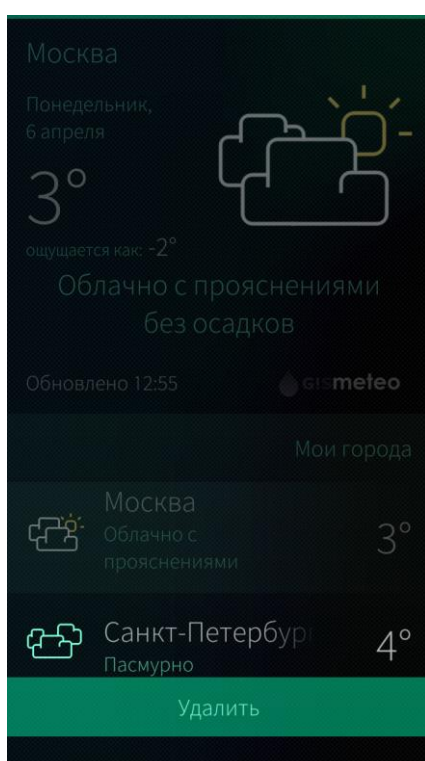 Москва
Понедельник,
6 апреля
3°
ощущается как: -2°
Облачно с прояснениями
без осадков
Обновлено 12:55
GISmeteo
Мои города
Москва
Облачно с
прояснениями
3°
Санкт-Петербург
4°
Пасмурно
Удалить